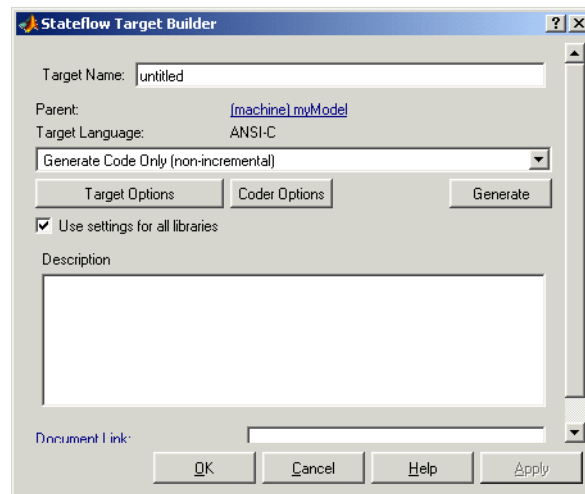 Stateflow Target Builder
Target Name: untitled
Parent: (machine) myModel
Target Language: ANSI-C
Generate Code Only (non-incremental)
Target Options Coder Options Generate
Use settings for all libraries
Description
Document Link:
OK Cancel Help Apply